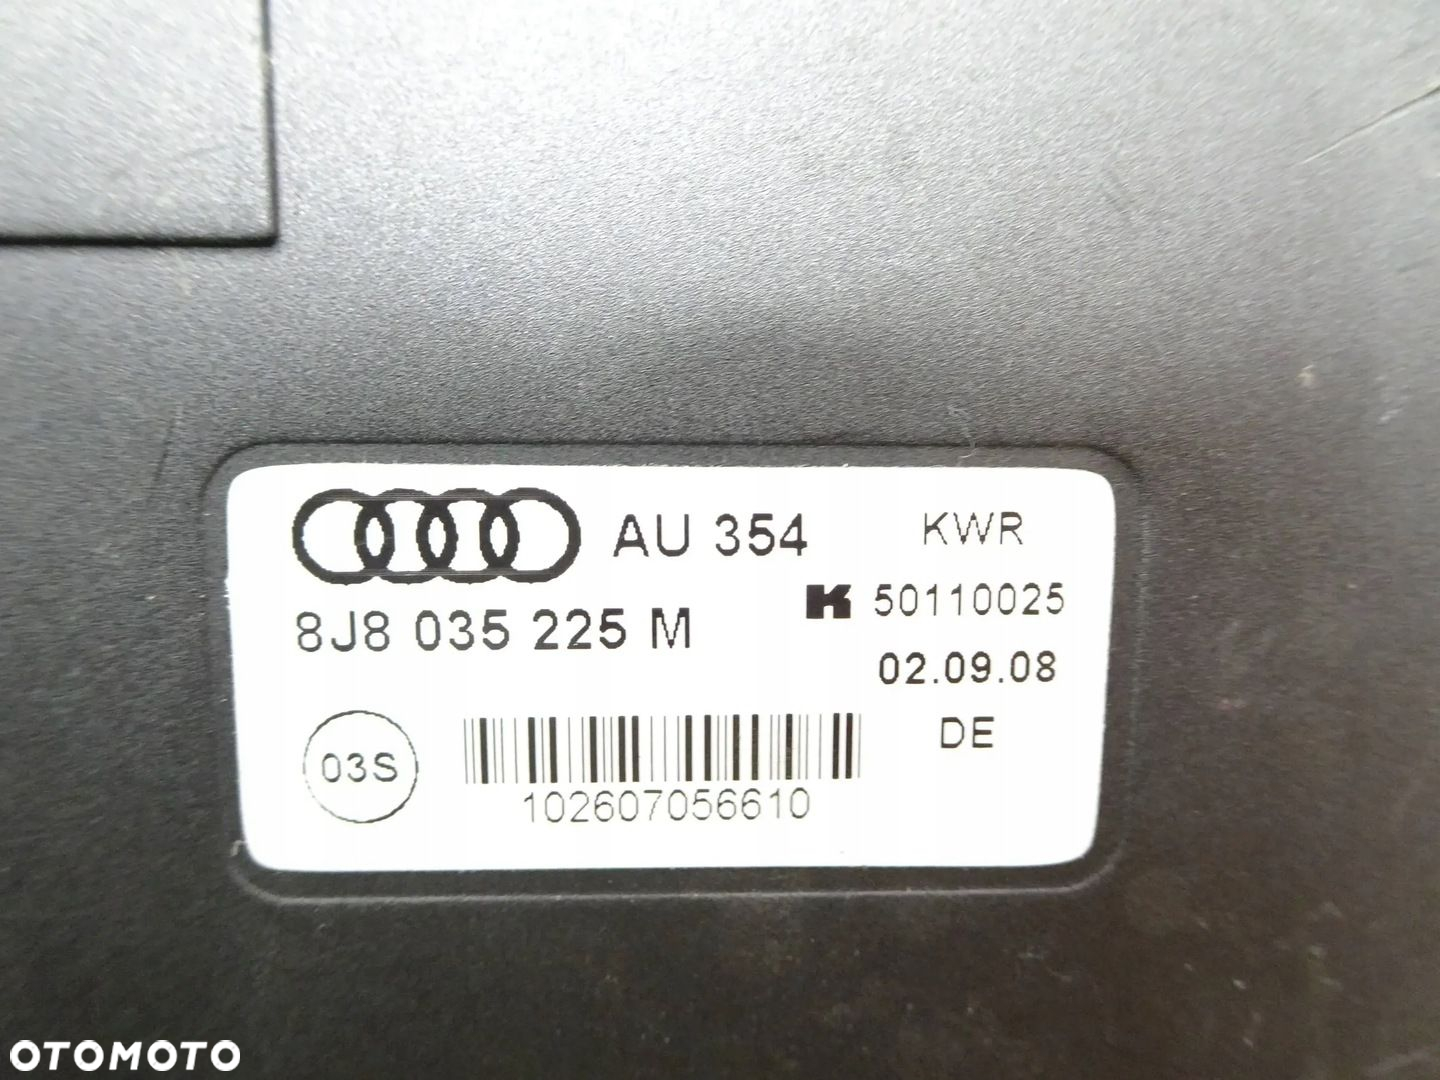 AU 354
KWR
8J8 035 225 M
K 50110025
02.09.08
DE
03S
102607056610
OTOMOTO